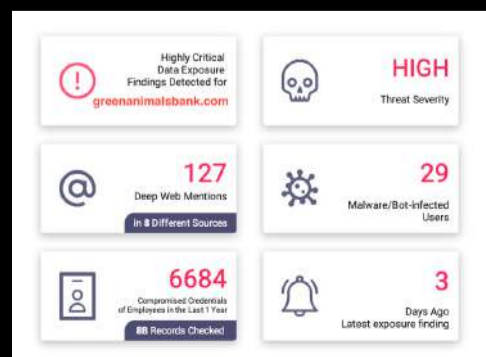 Highly Critical
Data Exposure
Findings Detected for
greenanimalsbank.com
HIGH
Threat Severity
127
Deep Web Mentions
in 8 Different Sources
29
Malware/Bot-infected
Users
6684
Compromised Credentials
of Employees in the Last 1 Year
8B Records Checked
3
Days Ago
Latest exposure finding